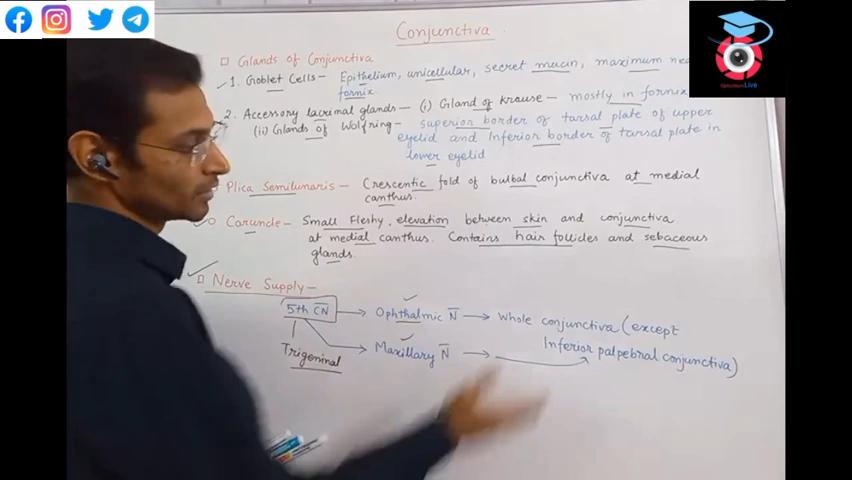 Conjunctiva
Glands of Conjunctiva
1. Goblet Cells - Epithelium, unicellular, secret mucin, maximum
fornix.
2. Accessory lacrimal glands - (i) Gland of Krause - mostly in fornix
(ii) Glands of Wolfring - superior border of tarsal plate of upper
eyelid and Inferior border of tarsal plate in
lower eyelid
Plica Semilunaris - Crescentic fold of bulbal conjunctiva at medial
canthus.
Caruncle - Small Fleshy, elevation between skin and conjunctiva
at medial canthus. Contains hair follicles and sebaceous
glands.
Nerve Supply -
5th CN → Ophthalmic N → Whole conjunctiva (except
Inferior palpebral conjunctiva)
Trigeninal Maxillary N →